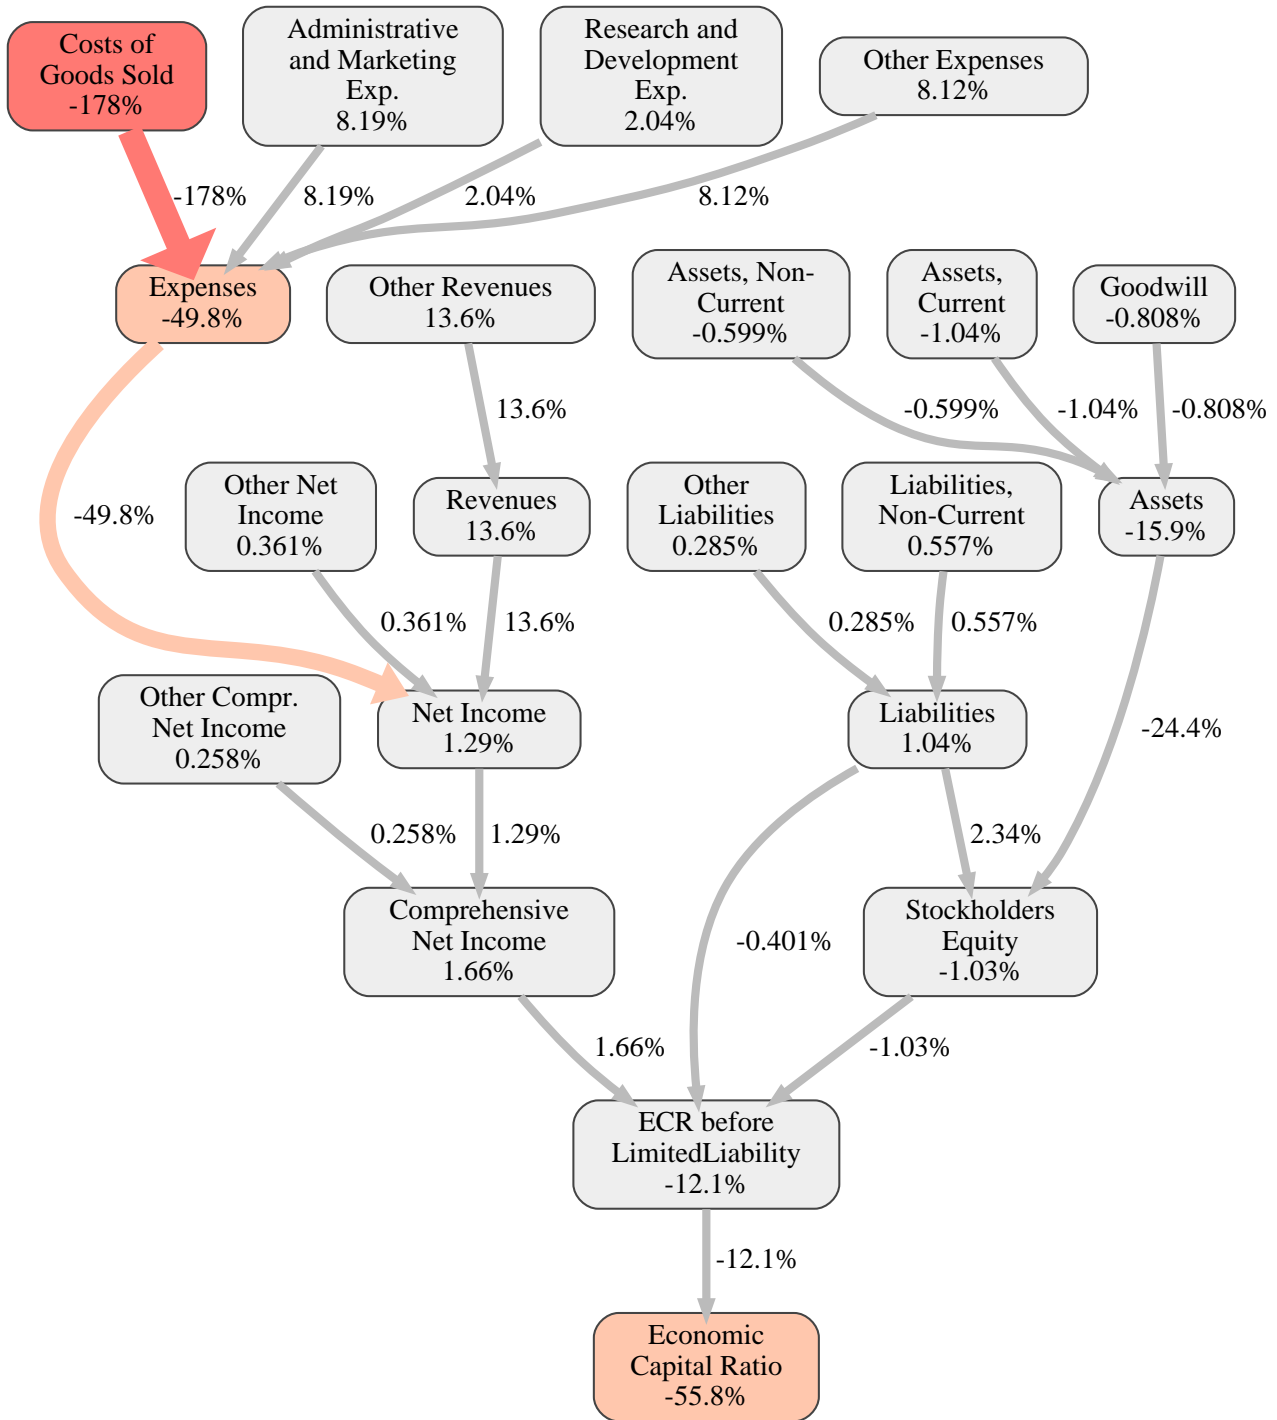 Costs of
Goods Sold
-178%
Administrative
and Marketing
Exp.
8.19%
Research and
Development
Exp.
2.04%
Other Expenses
8.12%
-178%
8.19%
2.04%
8.12%
Expenses
-49.8%
Other Revenues
13.6%
Assets, Non-
Current
-0.599%
Assets,
Current
-1.04%
Goodwill
-0.808%
13.6%
-0.599%
-1.04%
-0.808%
-49.8%
Other Net
Income
0.361%
Revenues
13.6%
Other
Liabilities
0.285%
Liabilities,
Non-Current
0.557%
Assets
-15.9%
0.361%
13.6%
0.285%
0.557%
-24.4%
Other Compr.
Net Income
0.258%
Net Income
1.29%
Liabilities
1.04%
0.258%
1.29%
2.34%
-0.401%
Comprehensive
Net Income
1.66%
Stockholders
Equity
-1.03%
1.66%
-1.03%
ECR before
LimitedLiability
-12.1%
-12.1%
Economic
Capital Ratio
-55.8%